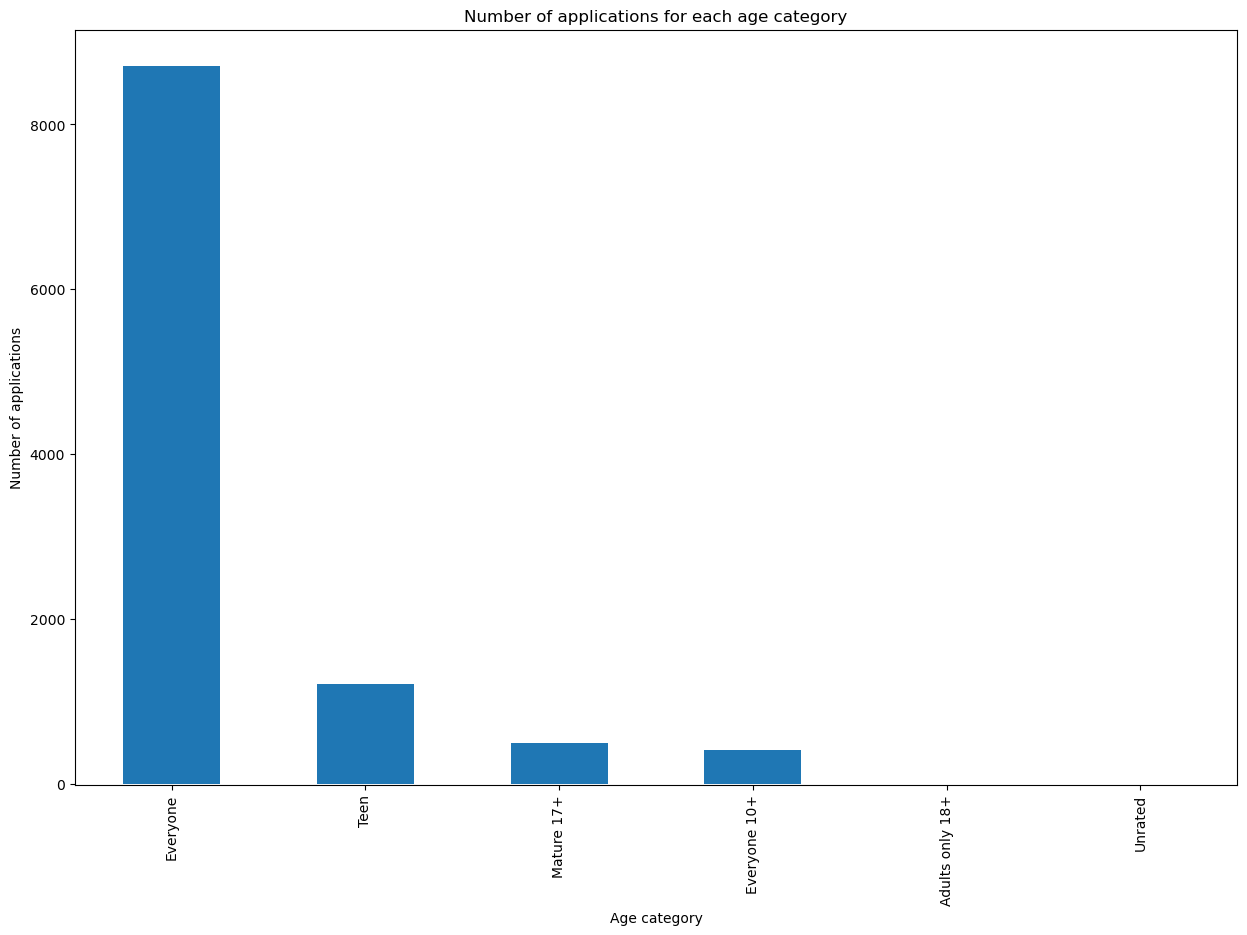 Number of applications for each age category
Number of applications
8000
6000
4000
2000
0
Everyone
Teen
Mature 17+
Everyone 10+
Adults only 18+
Unrated
Age category